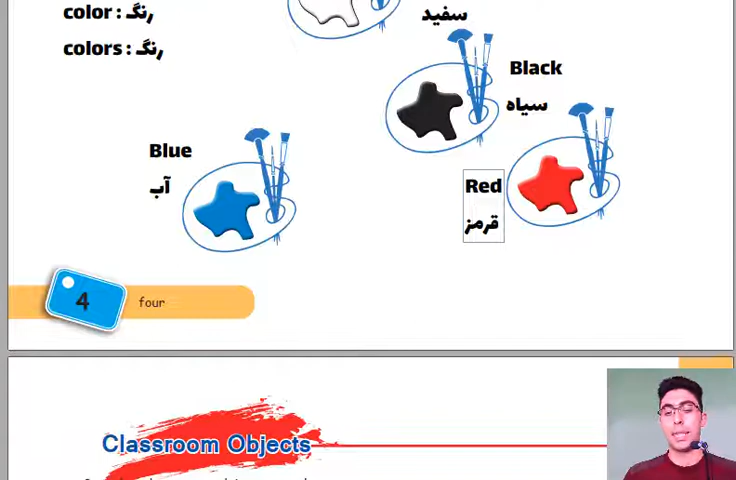 color : رنگ
colors : رنگ
سفید
Black
سیاه
Blue
آب
Red
قرمز
4
four
Classroom Objects